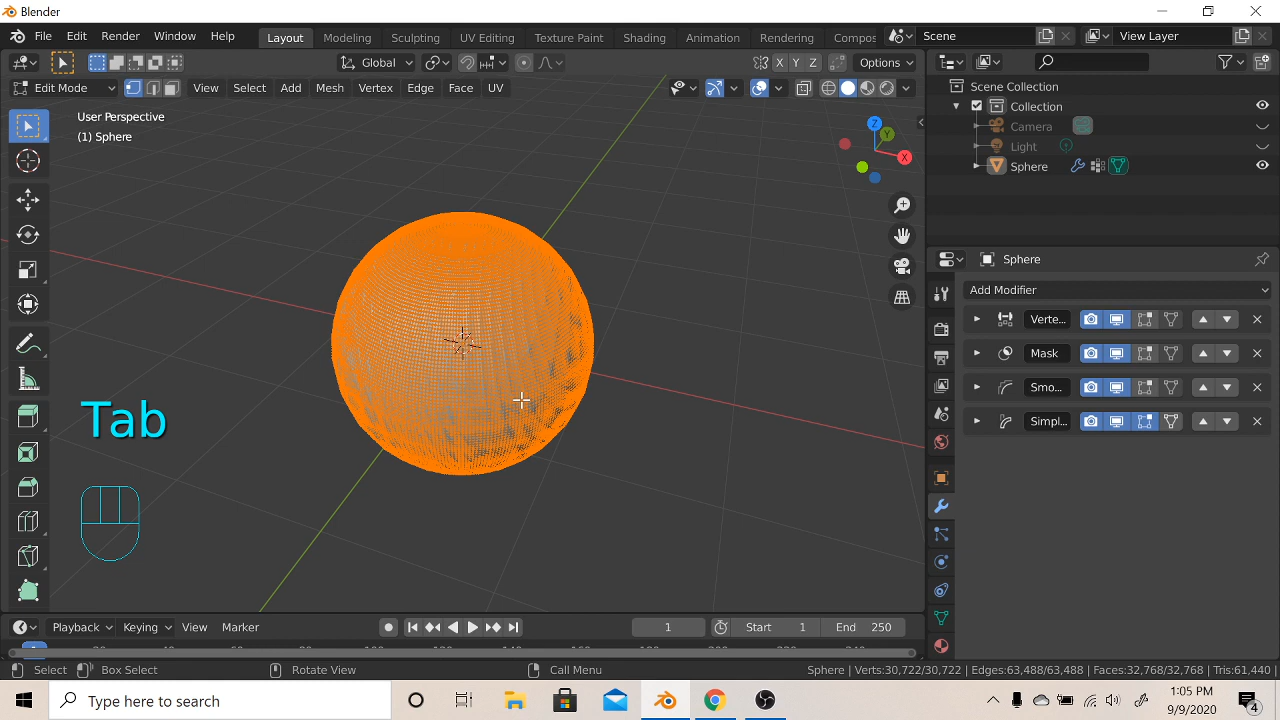 Blender
File Edit Render Window Help Layout Modeling Sculpting UV Editing Texture Paint Shading Animation Rendering Compos Scene View Layer
Global X Y Z Options
Edit Mode View Select Add Mesh Vertex Edge Face UV
User Perspective
(1) Sphere
Z
Y
X
Scene Collection
Collection
Camera
Light
Sphere
Sphere
Add Modifier
Verte...
Mask
Smo...
Simpl...
Tab
Playback Keying View Marker 1 Start 1 End 250
Select Box Select Rotate View Call Menu Sphere | Verts:30,722/30,722 | Edges:63,488/63,488 | Faces:32,768/32,768 | Tris:61,440 |
Type here to search
1:05 PM
9/9/2020
4